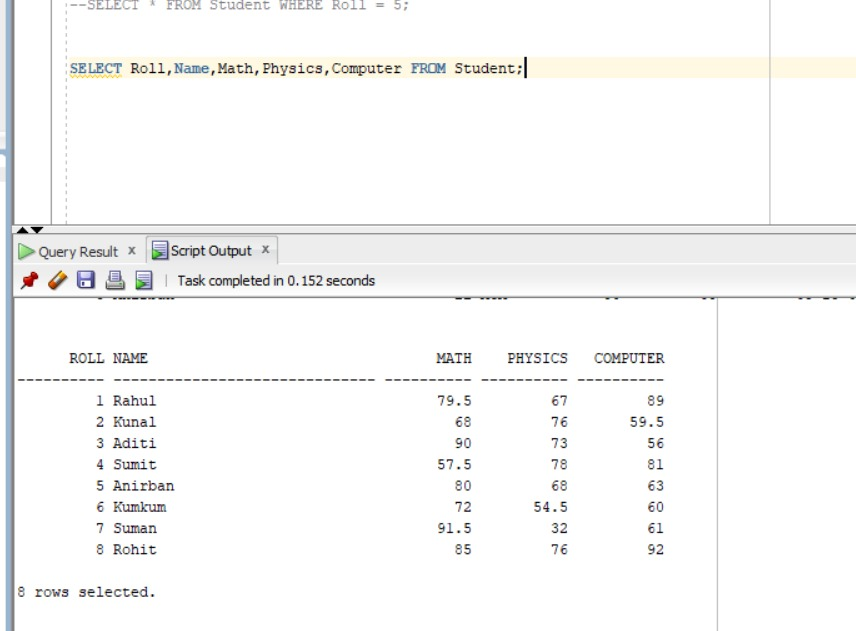 --SELECT * FROM Student WHERE Roll = 5;
SELECT Roll,Name,Math,Physics,Computer FROM Student;
Query Result x Script Output x
Task completed in 0.152 seconds
ROLL NAME MATH PHYSICS COMPUTER
---------- ------------------------------ ---------- ---------- ----------
1 Rahul 79.5 67 89
2 Kunal 68 76 59.5
3 Aditi 90 73 56
4 Sumit 57.5 78 81
5 Anirban 80 68 63
6 Kumkum 72 54.5 60
7 Suman 91.5 32 61
8 Rohit 85 76 92
8 rows selected.